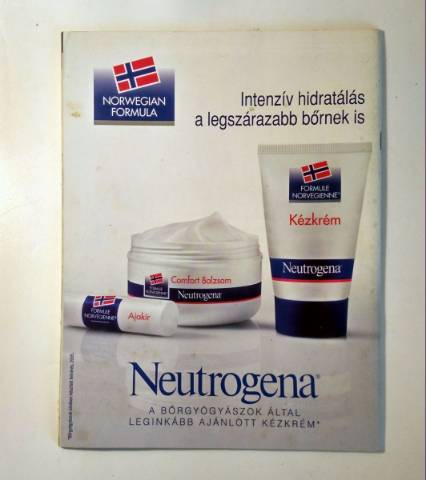 NORWEGIAN
FORMULA
Intenzív hidratálás
a legszárazabb bőrnek is
FORMULE
NORVEGIENNE
Kézkrém
Neutrogena
Comfort Balzsam
Neutrogena
FORMULE
NORVEGIENNE
Ajakír
Neutrogena®
A BŐRGYÓGYÁSZOK ÁLTAL
LEGINKÁBB AJÁNLOTT KÉZKRÉM*